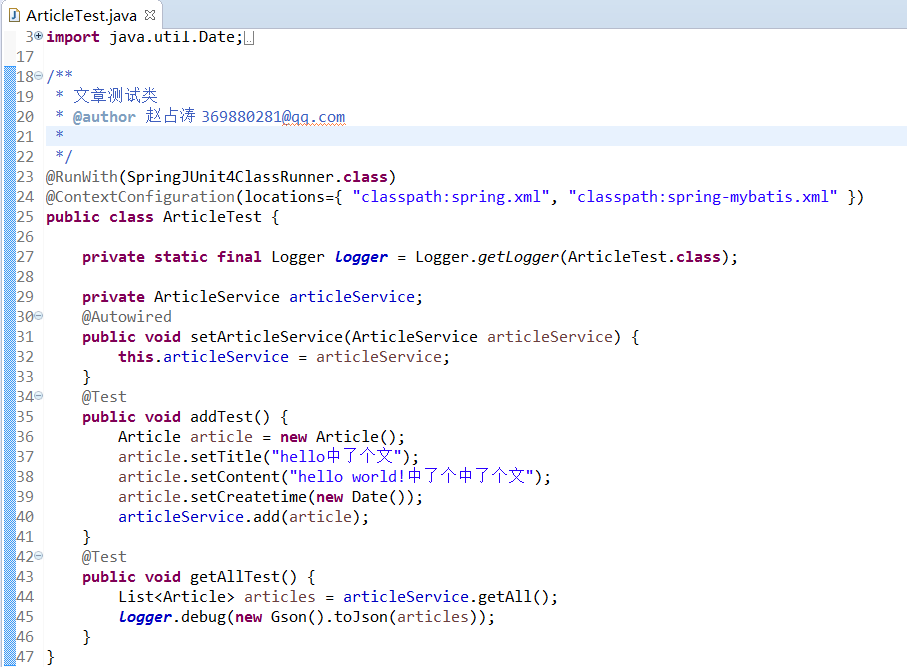 ArticleTest.java
3 import java.util.Date;
17
18 /**
19  * 文章测试类
20  * @author 赵占涛 369880281@qq.com
21  *
22  */
23 @RunWith(SpringJUnit4ClassRunner.class)
24 @ContextConfiguration(locations={ "classpath:spring.xml", "classpath:spring-mybatis.xml" })
25 public class ArticleTest {
26
27     private static final Logger logger = Logger.getLogger(ArticleTest.class);
28
29     private ArticleService articleService;
30     @Autowired
31     public void setArticleService(ArticleService articleService) {
32         this.articleService = articleService;
33     }
34     @Test
35     public void addTest() {
36         Article article = new Article();
37         article.setTitle("hello中了个文");
38         article.setContent("hello world!中了个中了个文");
39         article.setCreatetime(new Date());
40         articleService.add(article);
41     }
42     @Test
43     public void getAllTest() {
44         List<Article> articles = articleService.getAll();
45         logger.debug(new Gson().toJson(articles));
46     }
47 }